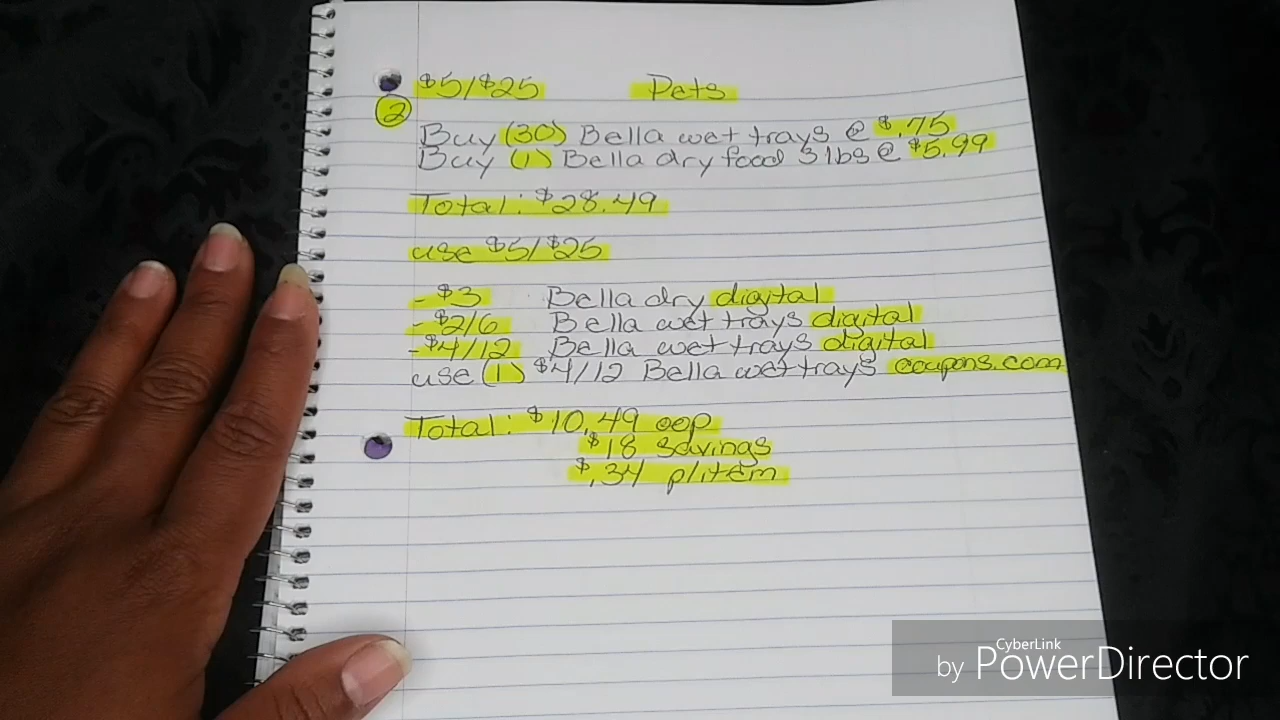 $5/$25 Pets
2
Buy (30) Bella wet trays @ $.75
Buy (1) Bella dry food 3 lbs @ $5.99
Total: $28.49
use $5/$25
- $3 Bella dry digital
- $2/6 Bella wet trays digital
- $4/12 Bella wet trays digital
use (1) $4/12 Bella wet trays coupons.com
Total: $10.49 oop
$18 savings
$.34 p/item
CyberLink
by PowerDirector